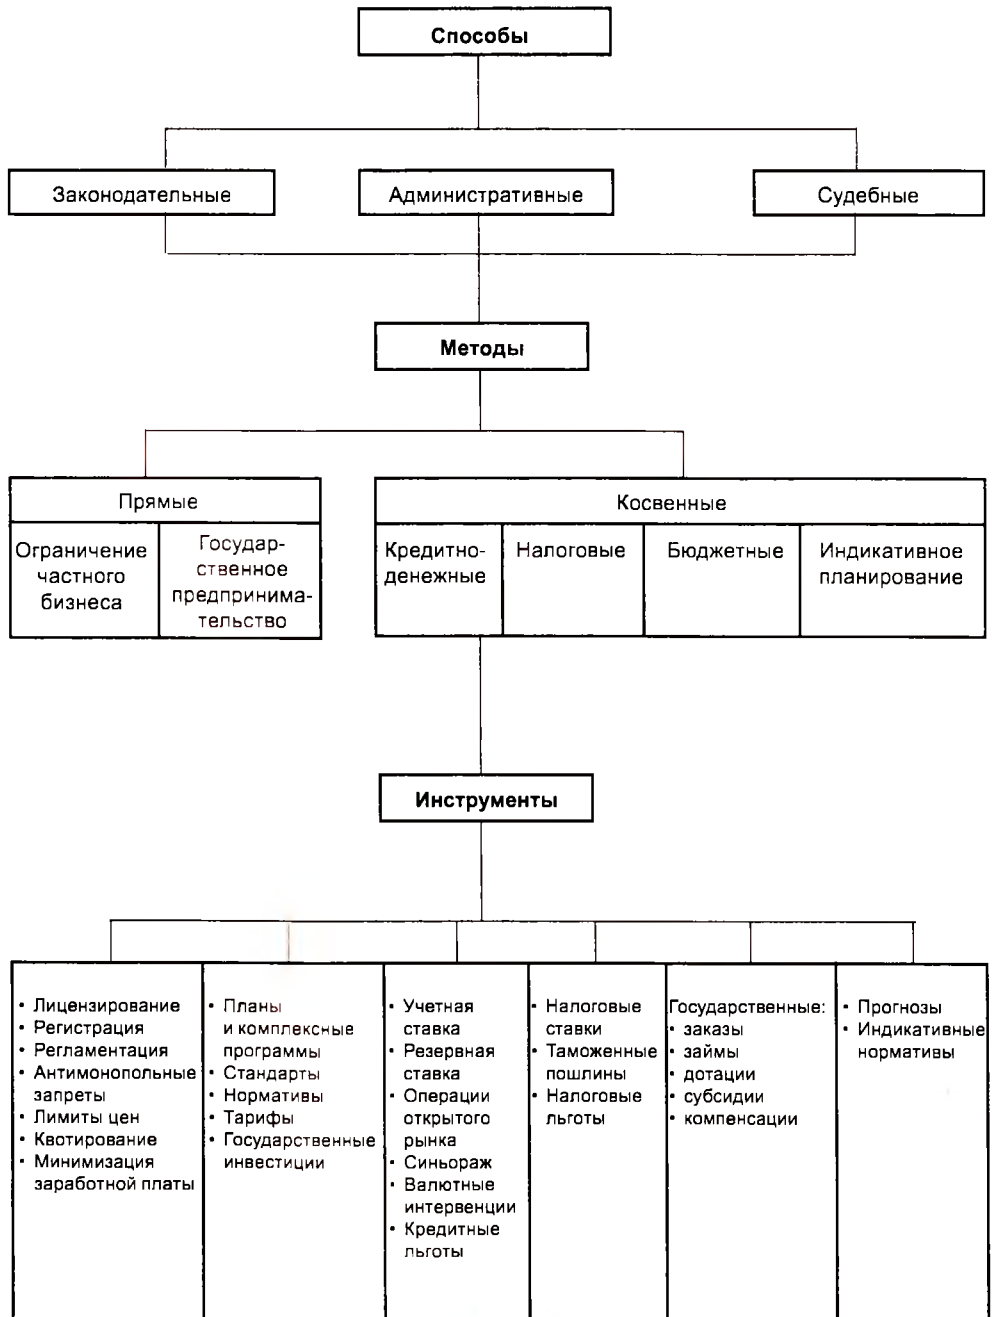 Способы
Законодательные
Административные
Судебные
Методы
Прямые
Ограничение
частного
бизнеса
Государ-
ственное
предпринима-
тельство
Косвенные
Кредитно-
денежные
Налоговые
Бюджетные
Индикативное
планирование
Инструменты
• Лицензирование
• Регистрация
• Регламентация
• Антимонопольные
запреты
• Лимиты цен
• Квотирование
• Минимизация
заработной платы
• Планы
и комплексные
программы
• Стандарты
• Нормативы
• Тарифы
• Государственные
инвестиции
• Учетная
ставка
• Резервная
ставка
• Операции
открытого
рынка
• Синьораж
• Валютные
интервенции
• Кредитные
льготы
• Налоговые
ставки
• Таможенные
пошлины
• Налоговые
льготы
Государственные:
• заказы
• займы
• дотации
• субсидии
• компенсации
• Прогнозы
• Индикативные
нормативы